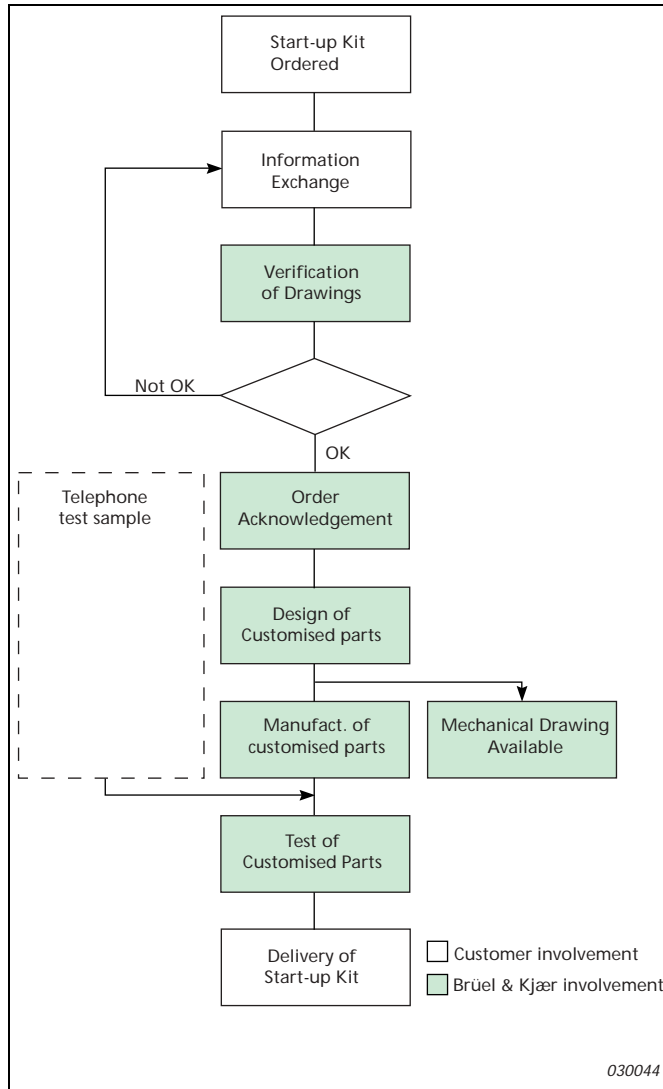 Start-up Kit
Ordered
Information
Exchange
Verification
of Drawings
Not OK
OK
Telephone
test sample
Order
Acknowledgement
Design of
Customised parts
Manufact. of
customised parts
Mechanical Drawing
Available
Test of
Customised Parts
Delivery of
Start-up Kit
Customer involvement
Brüel & Kjær involvement
030044